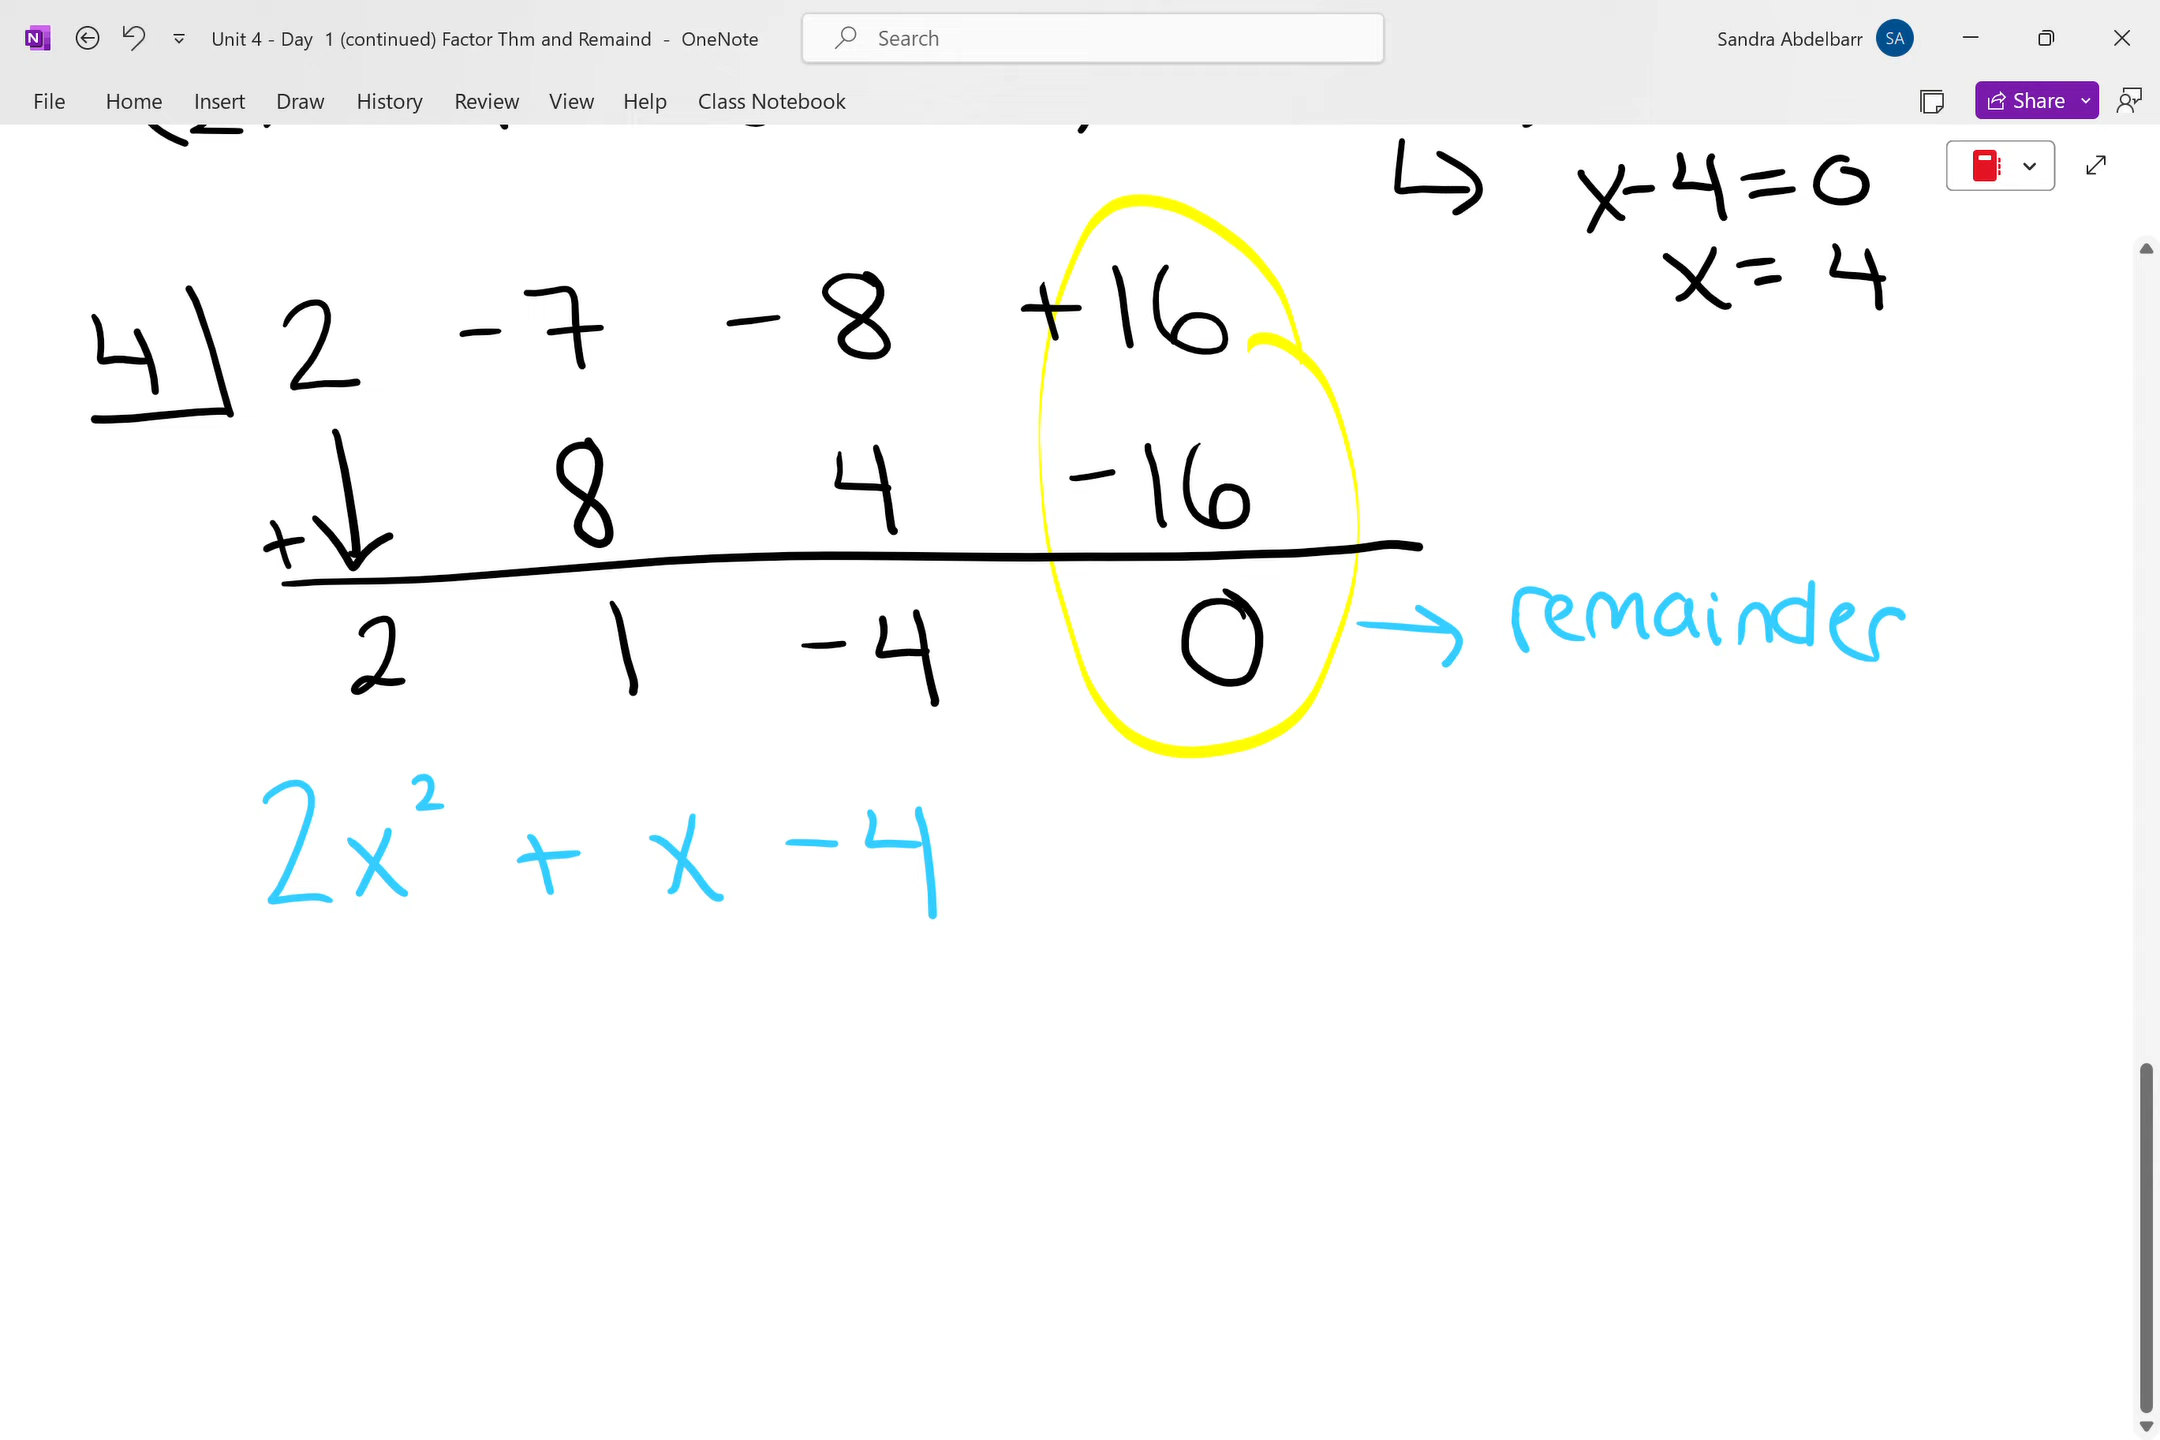 Unit 4 - Day 1 (continued) Factor Thm and Remaind - OneNote
Search
Sandra Abdelbarr SA
File Home Insert Draw History Review View Help Class Notebook Share
x-4=0
x=4
4 2 -7 -8 +16
+ 8 4 -16
2 1 -4 0 → remainder
2x² + x -4